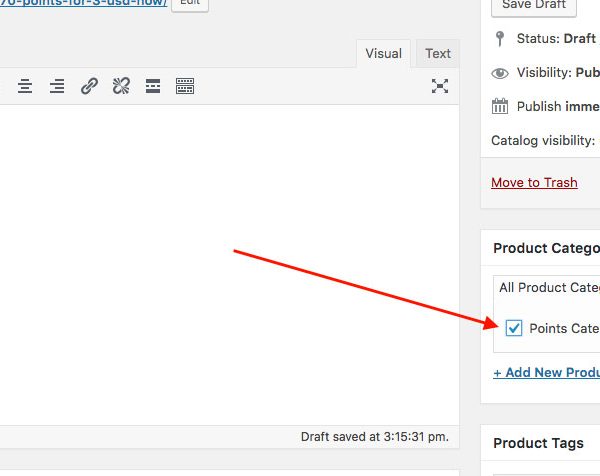 70-points-for-3-usd-now/ Edit
Save Draft
Visual Text
Status: Draft
Visibility: Pub
Publish imme
Catalog visibility:
Move to Trash
Product Catego
All Product Cate
Points Cate
+ Add New Produ
Draft saved at 3:15:31 pm.
Product Tags